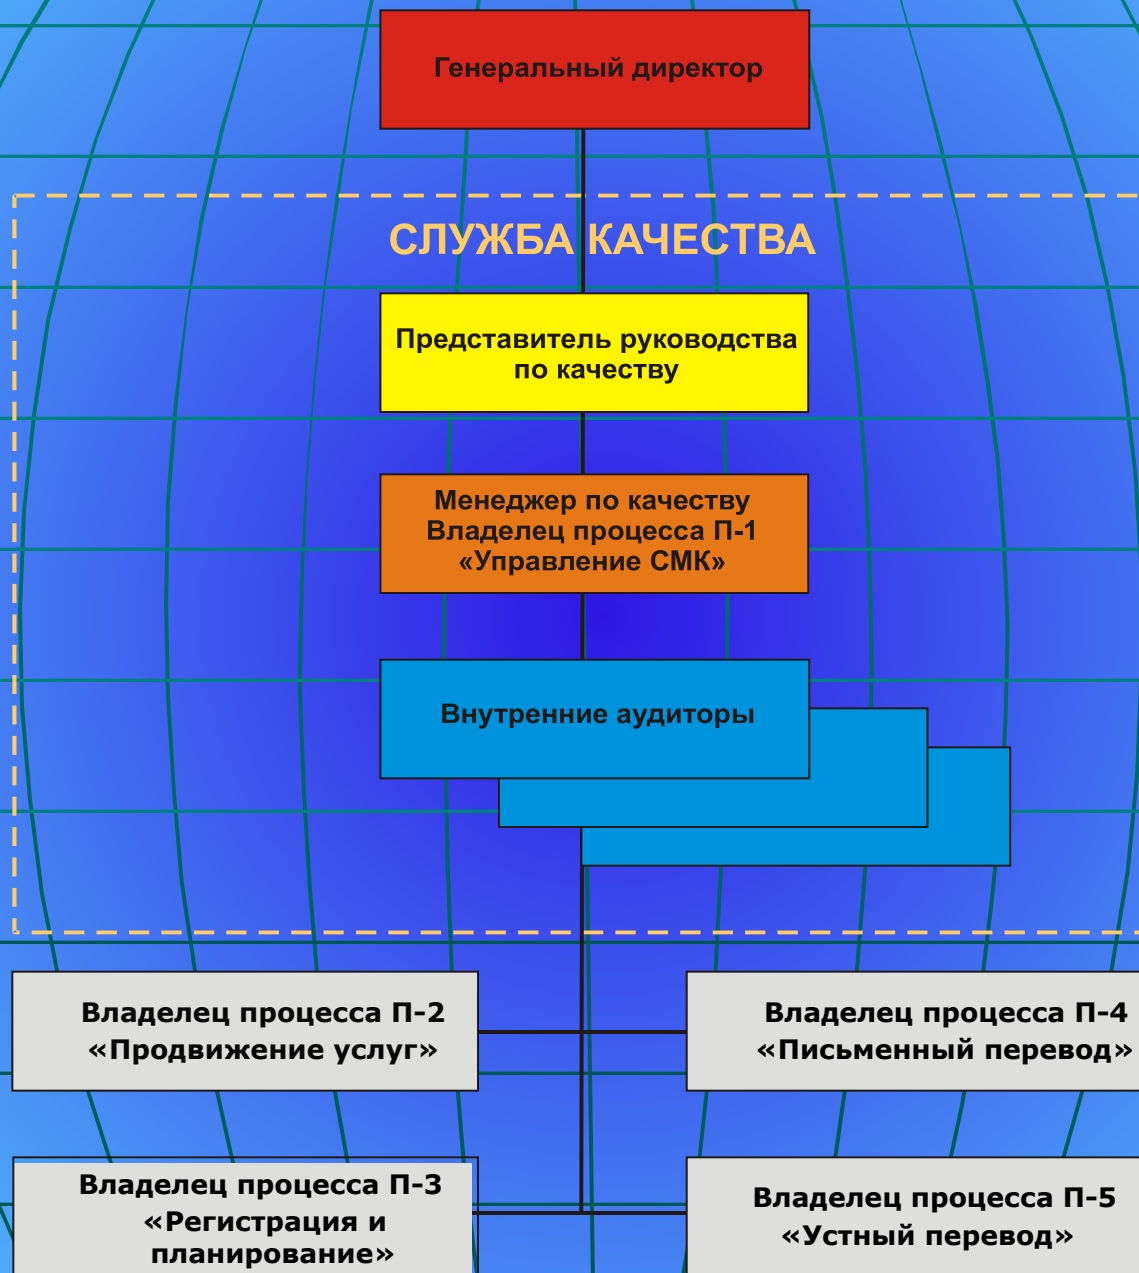 Генеральный директор
СЛУЖБА КАЧЕСТВА
Представитель руководства
по качеству
Менеджер по качеству
Владелец процесса П-1
«Управление СМК»
Внутренние аудиторы
Владелец процесса П-2
«Продвижение услуг»
Владелец процесса П-4
«Письменный перевод»
Владелец процесса П-3
«Регистрация и
планирование»
Владелец процесса П-5
«Устный перевод»